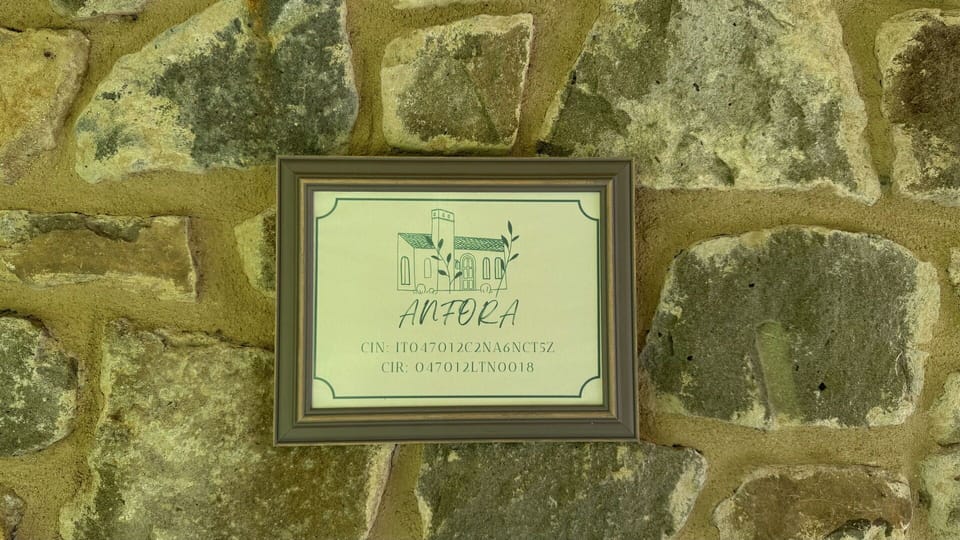 ANFORA
CIN: IT047012C2NA6NCT5Z
CIR: 047012LTN0018